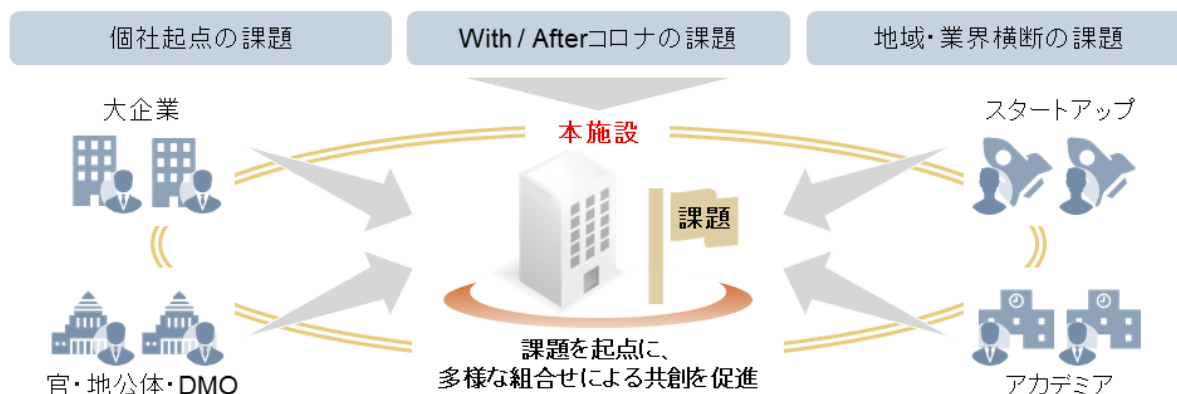 個社起点の課題
With / Afterコロナの課題
地域・業界横断の課題
大企業
本施設
スタートアップ
課題
官・地公体・DMO
課題を起点に、
多様な組合せによる共創を促進
アカデミア